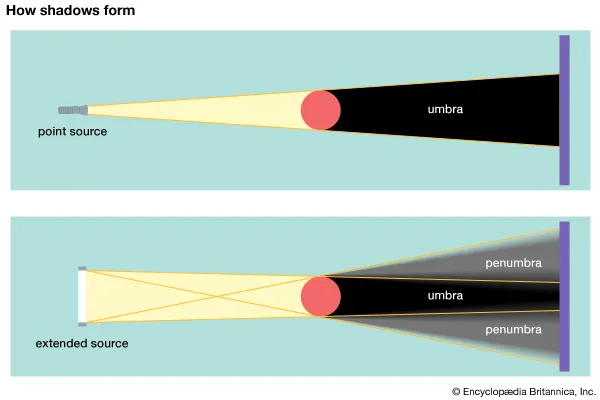 How shadows form
umbra
point source
penumbra
umbra
penumbra
extended source
© Encyclopædia Britannica, Inc.